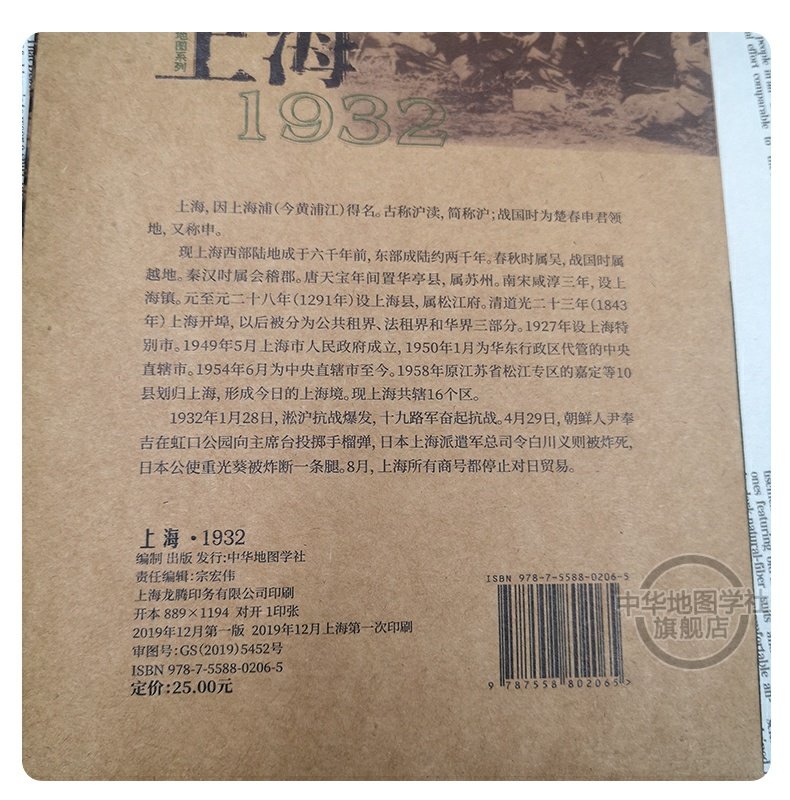 地图系列
上海
1932
上海，因上海浦（今黄浦江）得名。古称沪渎，简称沪；战国时为楚春申君领
地，又称申。
现上海西部陆地成于六千年前，东部成陆约两千年。春秋时属吴，战国时属
越地。秦汉时属会稽郡。唐天宝年间置华亭县，属苏州。南宋咸淳三年，设上
海镇。元至元二十八年（1291年）设上海县，属松江府。清道光二十三年（1843
年）上海开埠，以后被分为公共租界、法租界和华界三部分。1927年设上海特
别市。1949年5月上海市人民政府成立，1950年1月为华东行政区代管的中央
直辖市。1954年6月为中央直辖市至今。1958年原江苏省松江专区的嘉定等10
县划归上海，形成今日的上海境。现上海共辖16个区。
1932年1月28日，淞沪抗战爆发，十九路军奋起抗战。4月29日，朝鲜人尹奉
吉在虹口公园向主席台投掷手榴弹，日本上海派遣军总司令白川义则被炸死，
日本公使重光葵被炸断一条腿。8月，上海所有商号都停止对日贸易。
上海·1932
编制 出版 发行：中华地图学社
责任编辑：宗宏伟
上海龙腾印务有限公司印刷
开本 889×1194 对开 1印张
2019年12月第一版 2019年12月上海第一次印刷
审图号：GS(2019)5452号
ISBN 978-7-5588-0206-5
定价：25.00元
ISBN 978-7-5588-0206-5
9 787558 802065>
中华地图学社
旗舰店
people
effort comparable
ones featuring
natural-fiber